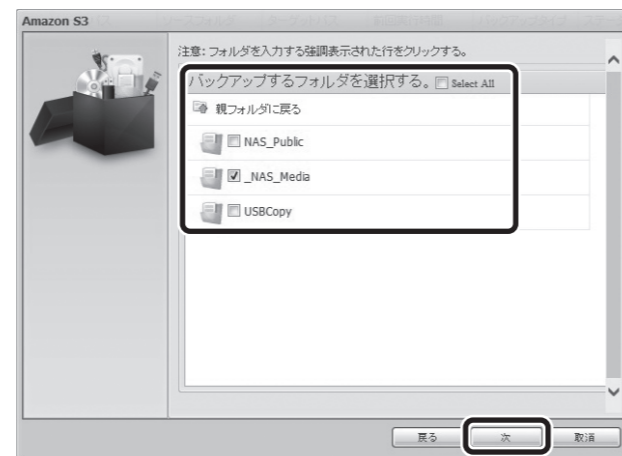 Amazon S3
注意: フォルダを入力する強調表示された行をクリックする。
バックアップするフォルダを選択する。 Select All
親フォルダに戻る
NAS_Public
_NAS_Media
USBCopy
戻る 次 取消